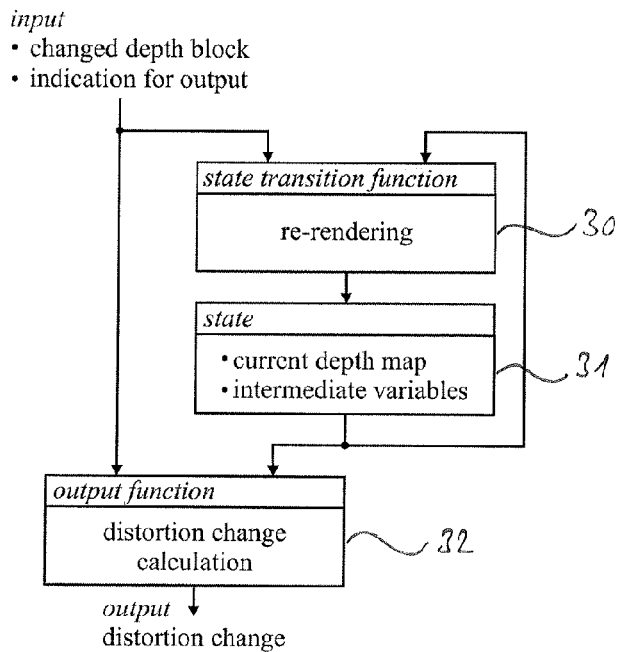 input
• changed depth block
• indication for output
state transition function
re-rendering
30
state
• current depth map
• intermediate variables
31
output function
distortion change
calculation
32
output
distortion change